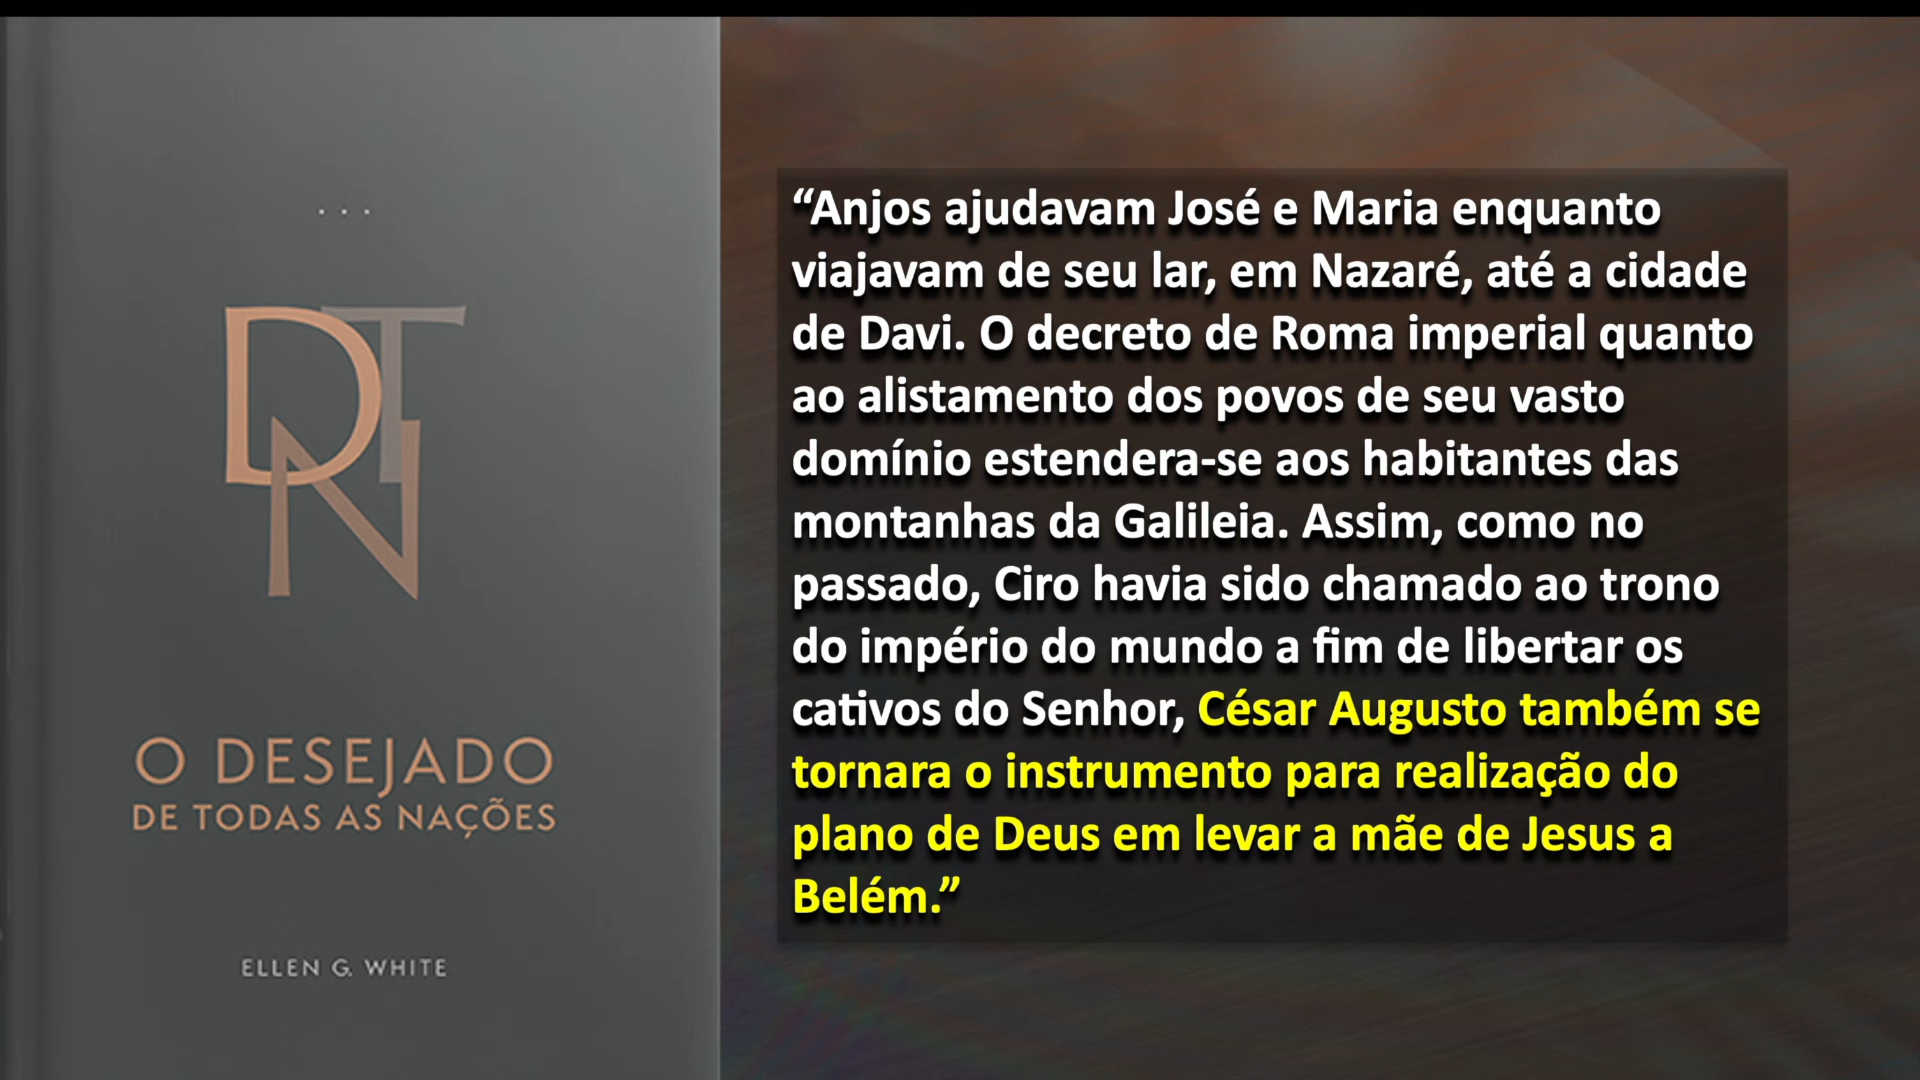 ...
DTN
O DESEJADO
DE TODAS AS NAÇÕES
ELLEN G. WHITE
“Anjos ajudavam José e Maria enquanto
viajavam de seu lar, em Nazaré, até a cidade
de Davi. O decreto de Roma imperial quanto
ao alistamento dos povos de seu vasto
domínio estendera-se aos habitantes das
montanhas da Galileia. Assim, como no
passado, Ciro havia sido chamado ao trono
do império do mundo a fim de libertar os
cativos do Senhor, César Augusto também se
tornara o instrumento para realização do
plano de Deus em levar a mãe de Jesus a
Belém.”